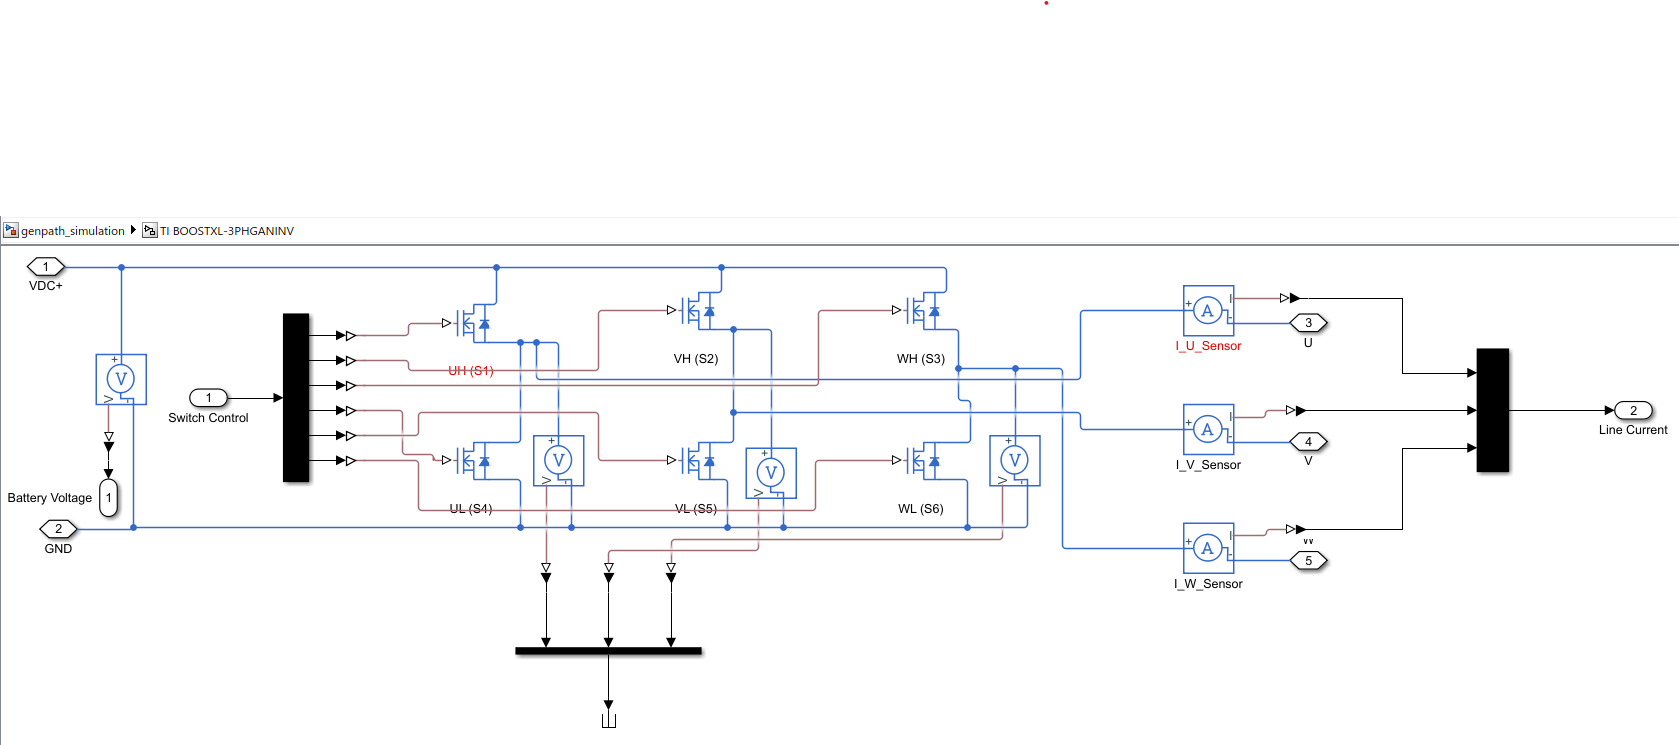 genpath_simulation TI BOOSTXL-3PHGANINV
1
VDC+
UH (S1)
VH (S2)
WH (S3)
A
I_U_Sensor
3
U
V
1
Switch Control
A
I_V_Sensor
4
V
2
Line Current
Battery Voltage
1
2
GND
UL (S4)
V
VL (S5)
V
WL (S6)
V
A
I_W_Sensor
5